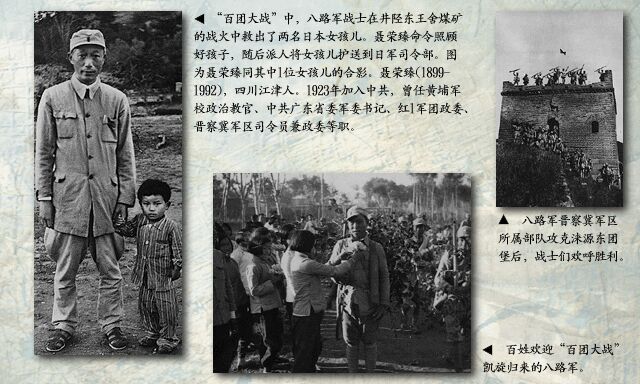 ◀ “百团大战”中，八路军战士在井陉东王舍煤矿
的战火中救出了两名日本女孩儿。聂荣臻命令照顾
好孩子，随后派人将女孩儿护送到日军司令部。图
为聂荣臻同其中1位女孩儿的合影。聂荣臻(1899-
1992)，四川江津人。1923年加入中共，曾任黄埔军
校政治教官、中共广东省委军委书记、红1军团政委、
晋察冀军区司令员兼政委等职。
▲ 八路军晋察冀军区
所属部队攻克涞源东团
堡后，战士们欢呼胜利。
◀ 百姓欢迎“百团大战”
凯旋归来的八路军。